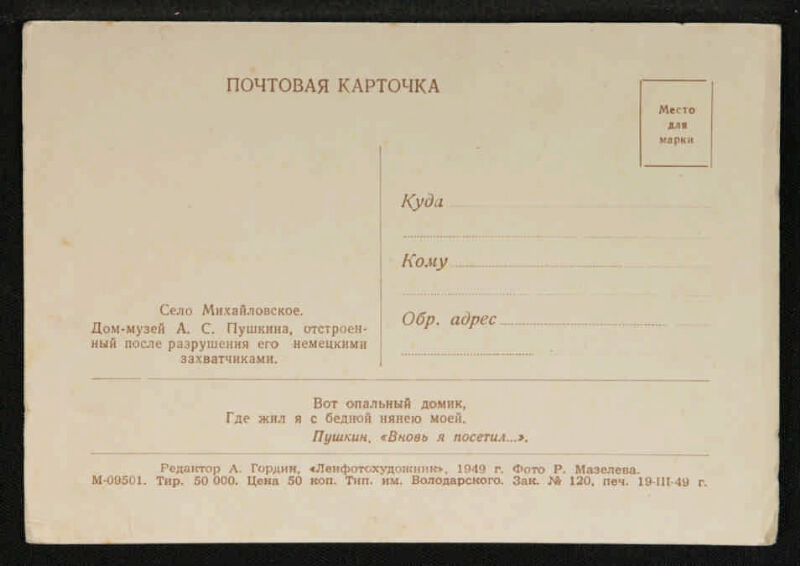 ПОЧТОВАЯ КАРТОЧКА
Место
для
марки
Куда
Кому
Обр. адрес
Село Михайловское.
Дом-музей А. С. Пушкина, отстроен-
ный после разрушения его немецкими
захватчиками.
Вот опальный домик,
Где жил я с бедной нянею моей.
Пушкин, «Вновь я посетил...».
Редактор А. Гордин, «Ленфотохудожник», 1949 г. Фото Р. Мазелева.
М-09501. Тир. 50 000. Цена 50 коп. Тип. им. Володарского. Зак. № 120, печ. 19-III-49 г.